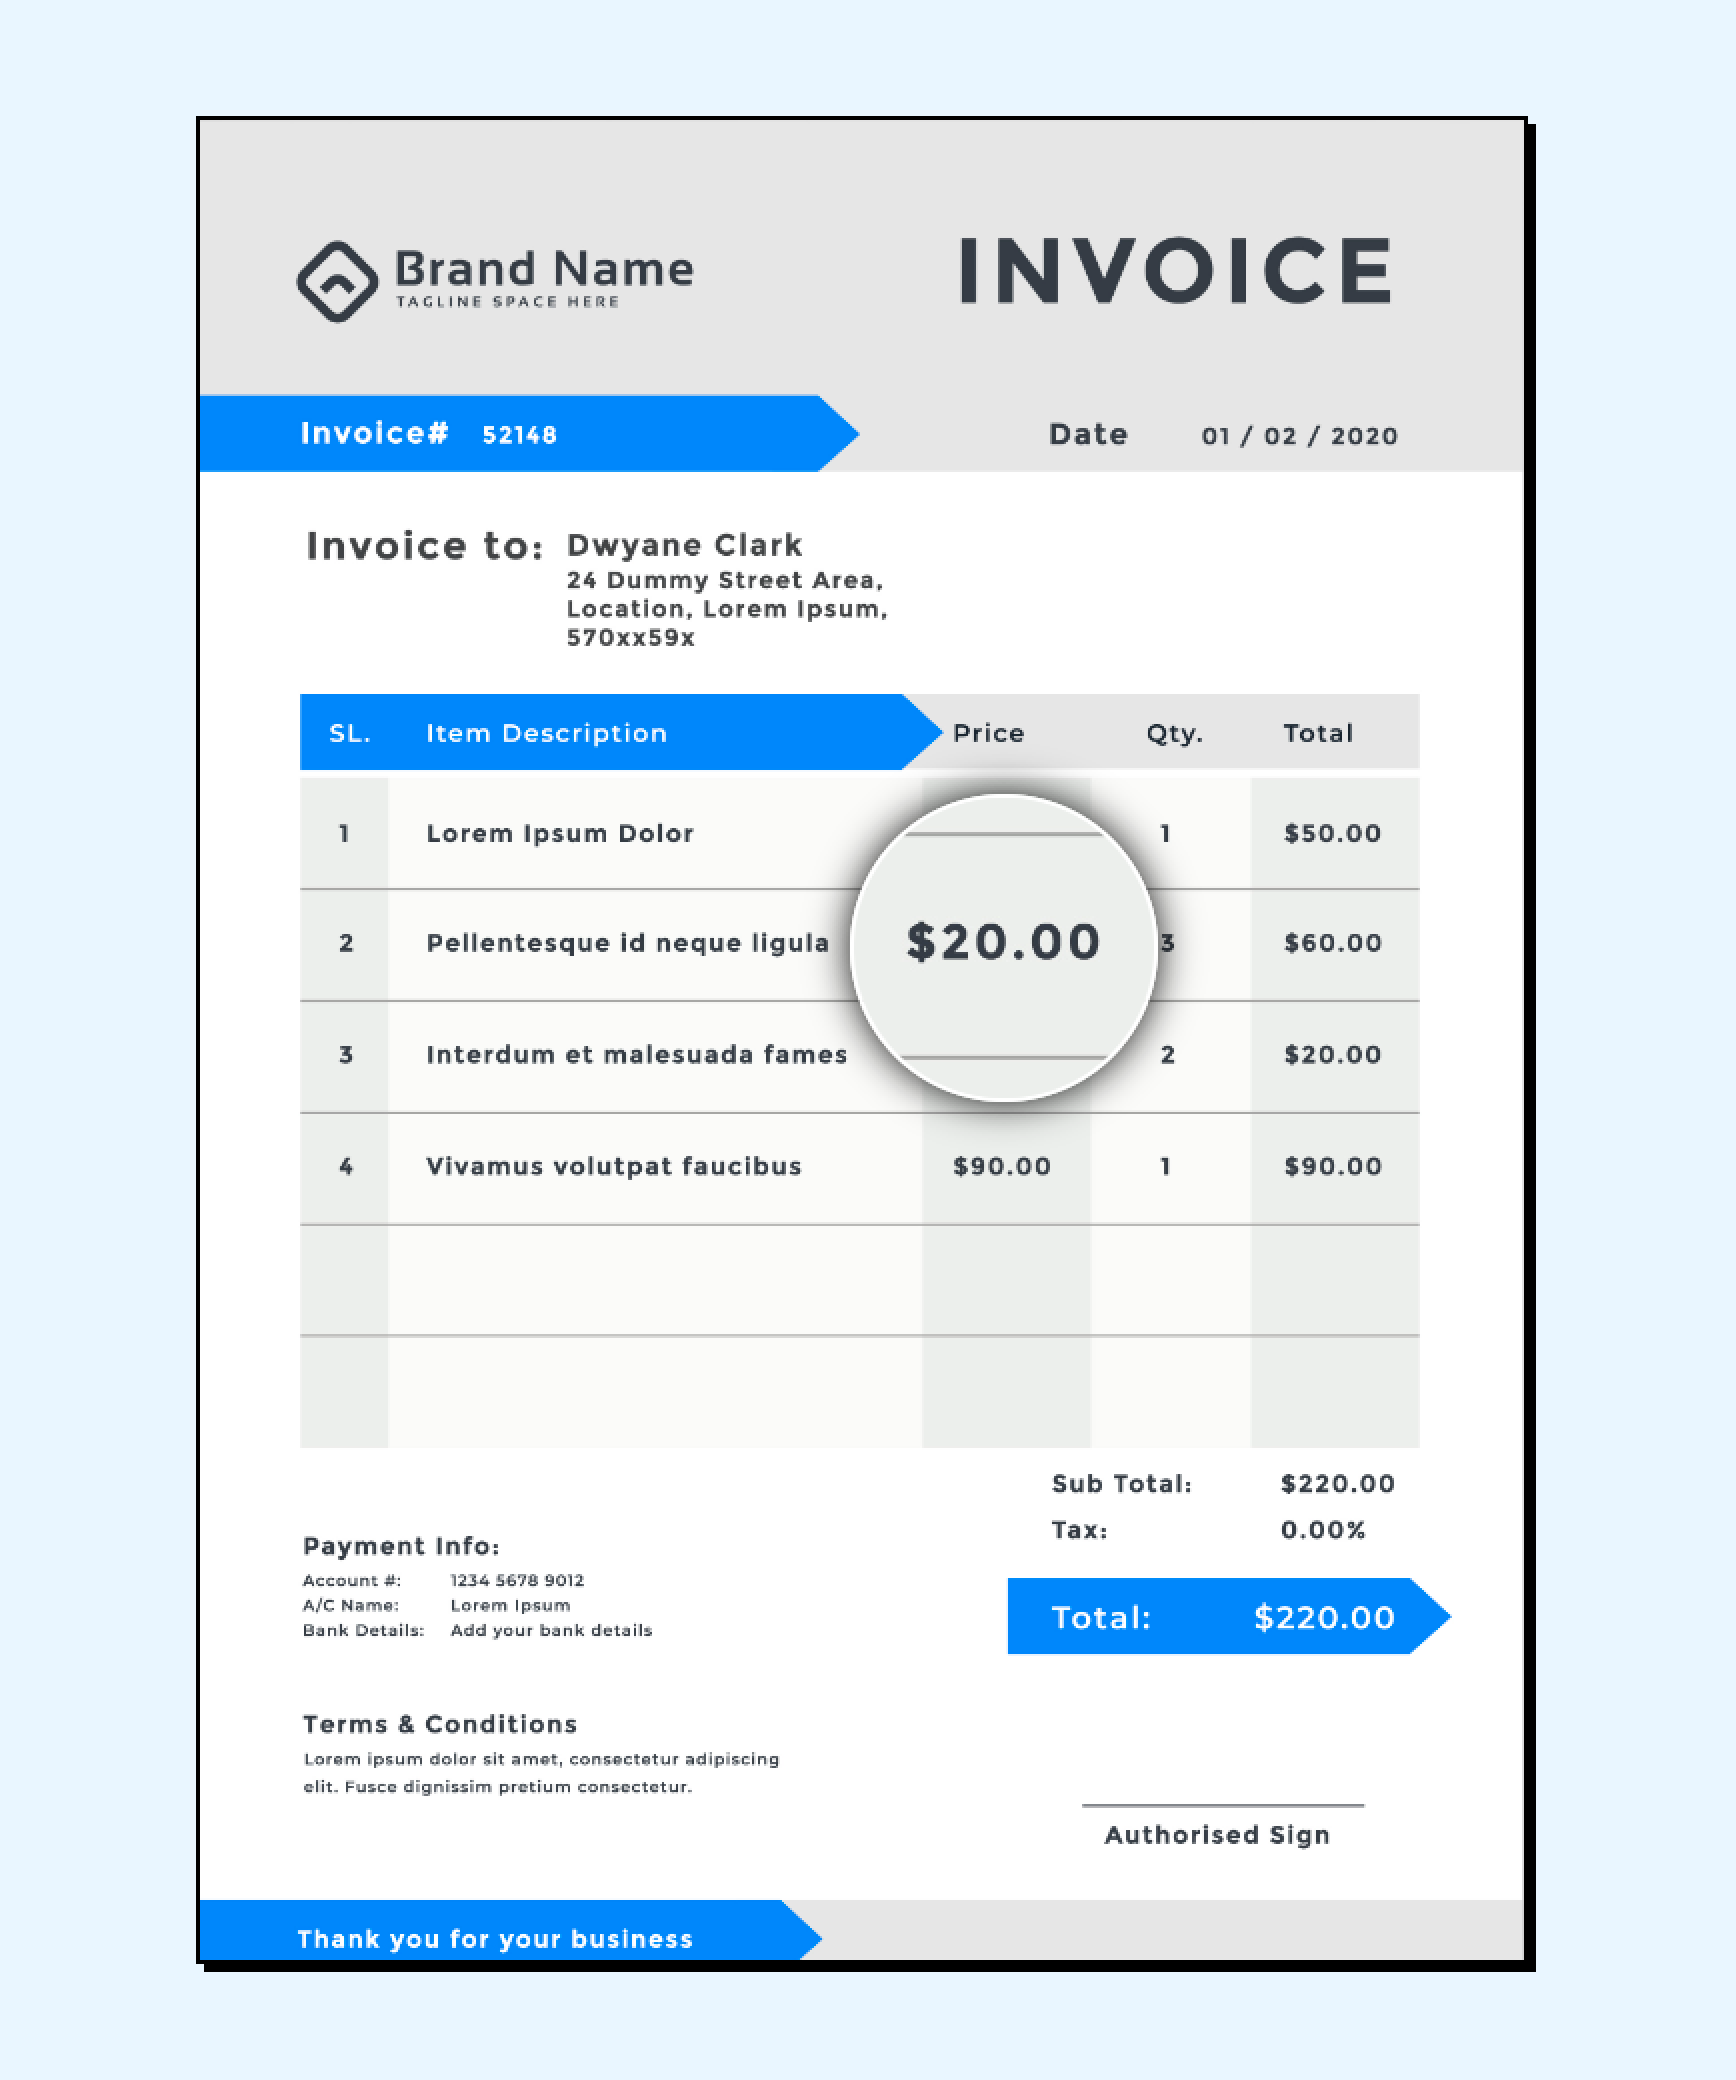 Brand Name
TAGLINE SPACE HERE
INVOICE
Invoice# 52148
Date 01 / 02 / 2020
Invoice to: Dwyane Clark
24 Dummy Street Area,
Location, Lorem Ipsum,
570xx59x
SL. Item Description Price Qty. Total
1 Lorem Ipsum Dolor 1 $50.00
2 Pellentesque id neque ligula $20.00 3 $60.00
3 Interdum et malesuada fames 2 $20.00
4 Vivamus volutpat faucibus $90.00 1 $90.00
Sub Total: $220.00
Tax: 0.00%
Total: $220.00
Payment Info:
Account #: 1234 5678 9012
A/C Name: Lorem Ipsum
Bank Details: Add your bank details
Terms & Conditions
Lorem ipsum dolor sit amet, consectetur adipiscing
elit. Fusce dignissim pretium consectetur.
Authorised Sign
Thank you for your business